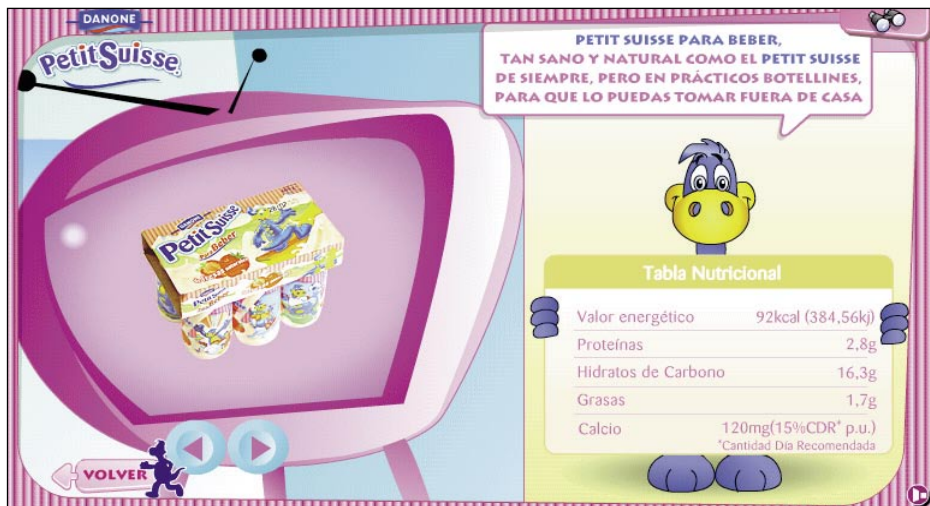 DANONE
PetitSuisse
PETIT SUISSE PARA BEBER,
TAN SANO Y NATURAL COMO EL PETIT SUISSE
DE SIEMPRE, PERO EN PRÁCTICOS BOTELLINES,
PARA QUE LO PUEDAS TOMAR FUERA DE CASA
DANONE
PetitSuisse
Para Beber
PetitSuisse
Tabla Nutricional
Valor energético 92kcal (384,56kj)
Proteínas 2,8g
Hidratos de Carbono 16,3g
Grasas 1,7g
Calcio 120mg(15%CDR* p.u.)
*Cantidad Día Recomendada
VOLVER